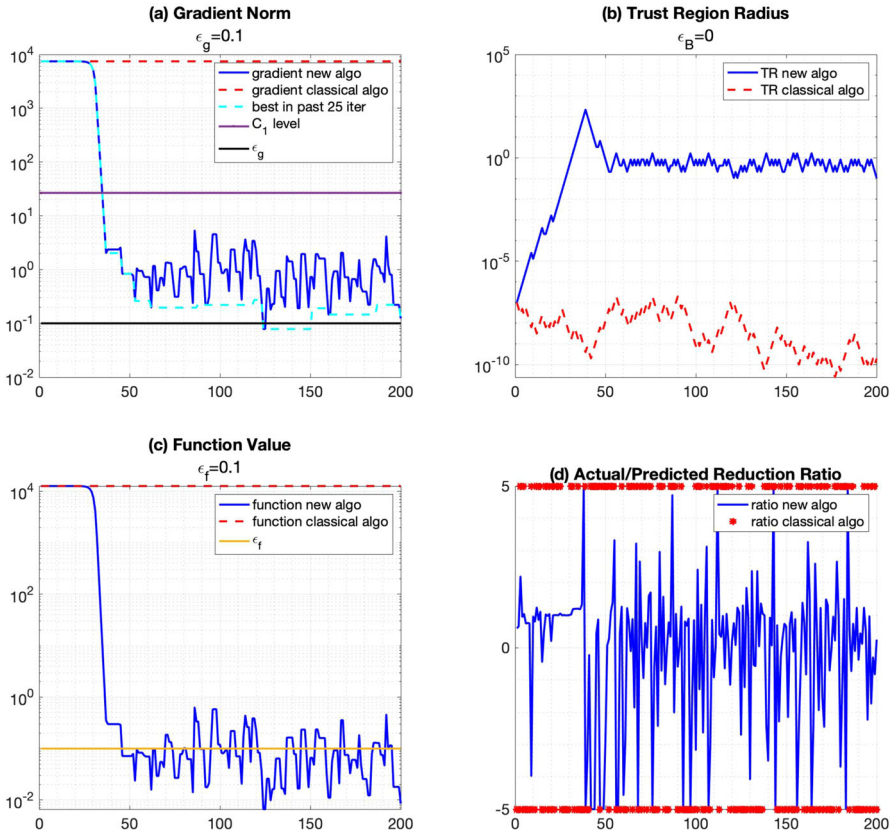 (a) Gradient Norm
ϵg=0.1
10^4
10^3
10^2
10^1
10^0
10^-1
10^-2
0
50
100
150
200
gradient new algo
gradient classical algo
best in past 25 iter
C1 level
ϵg
(b) Trust Region Radius
ϵB=0
10^5
10^0
10^-5
10^-10
0
50
100
150
200
TR new algo
TR classical algo
(c) Function Value
ϵf=0.1
10^4
10^2
10^0
10^-2
0
50
100
150
200
function new algo
function classical algo
ϵf
(d) Actual/Predicted Reduction Ratio
5
0
-5
0
50
100
150
200
ratio new algo
ratio classical algo